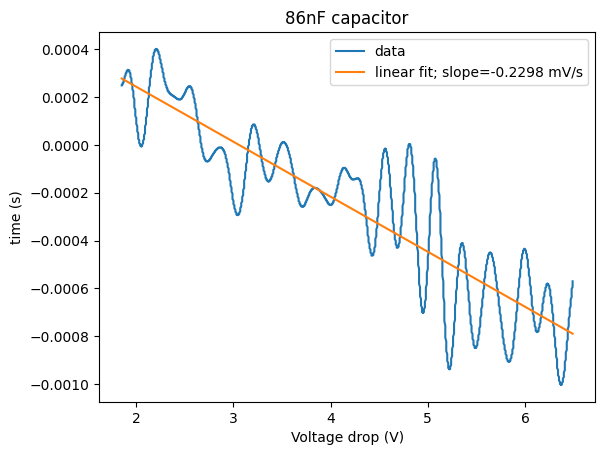 86nF capacitor
data
linear fit; slope=-0.2298 mV/s
0.0004
0.0002
0.0000
−0.0002
−0.0004
−0.0006
−0.0008
−0.0010
time (s)
2 3 4 5 6
Voltage drop (V)